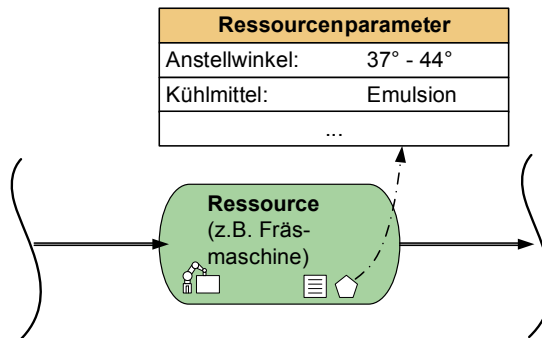 Ressourcenparameter
Anstellwinkel: 37° - 44°
Kühlmittel: Emulsion
...
Ressource
(z.B. Fräs-
maschine)